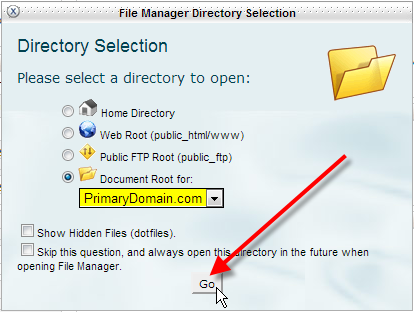 File Manager Directory Selection
Directory Selection
Please select a directory to open:
Home Directory
Web Root (public_html/www)
Public FTP Root (public_ftp)
Document Root for:
PrimaryDomain.com
Show Hidden Files (dotfiles).
Skip this question, and always open this directory in the future when
opening File Manager.
Go